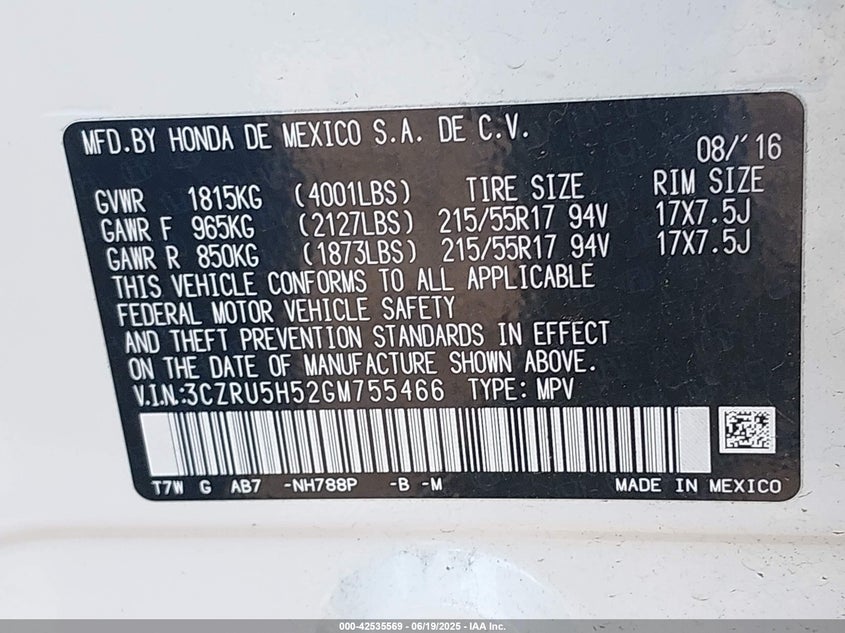 MFD.BY HONDA DE MEXICO S.A. DE C.V.
08/'16
GVWR 1815KG (4001LBS) TIRE SIZE RIM SIZE
GAWR F 965KG (2127LBS) 215/55R17 94V 17X7.5J
GAWR R 850KG (1873LBS) 215/55R17 94V 17X7.5J
THIS VEHICLE CONFORMS TO ALL APPLICABLE
FEDERAL MOTOR VEHICLE SAFETY
AND THEFT PREVENTION STANDARDS IN EFFECT
ON THE DATE OF MANUFACTURE SHOWN ABOVE.
V.I.N.:3CZRU5H52GM755466 TYPE: MPV
T7W G AB7 -NH788P -B -M MADE IN MEXICO
000-42535569 | 06/19/2025 - IAA Inc.